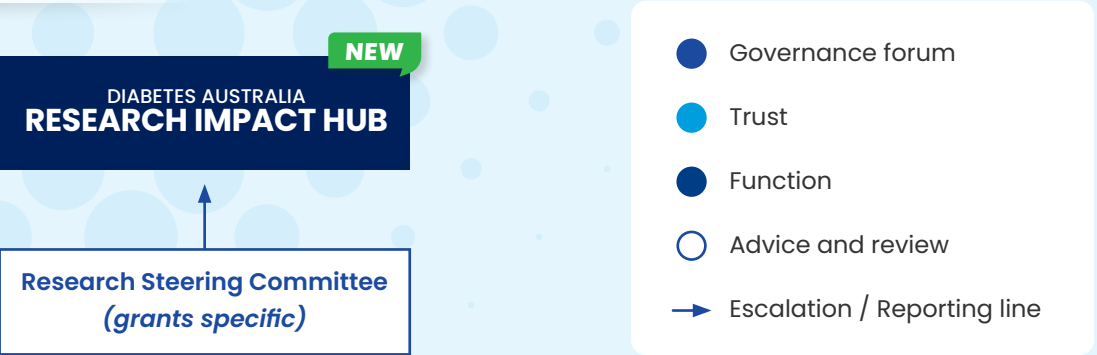 NEW
DIABETES AUSTRALIA
RESEARCH IMPACT HUB
Research Steering Committee
(grants specific)
Governance forum
Trust
Function
Advice and review
Escalation / Reporting line